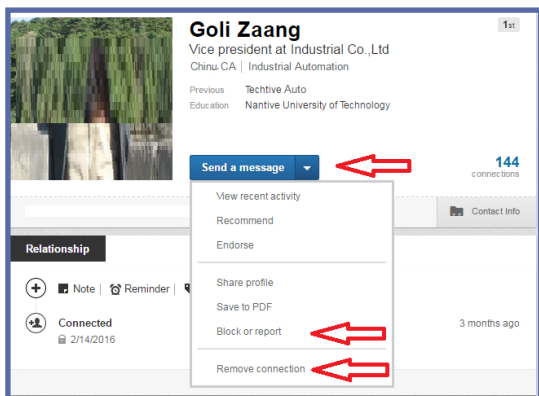 Goli Zaang
1st
Vice president at Industrial Co.,Ltd
Chinu. CA | Industrial Automation
Previous Techtive Auto
Education Nantive University of Technology
Send a message
144
connections
View recent activity
Recommend
Endorse
Contact Info
Relationship
Share profile
Note | Reminder |
Save to PDF
Block or report
Connected
3 months ago
2/14/2016
Remove connection